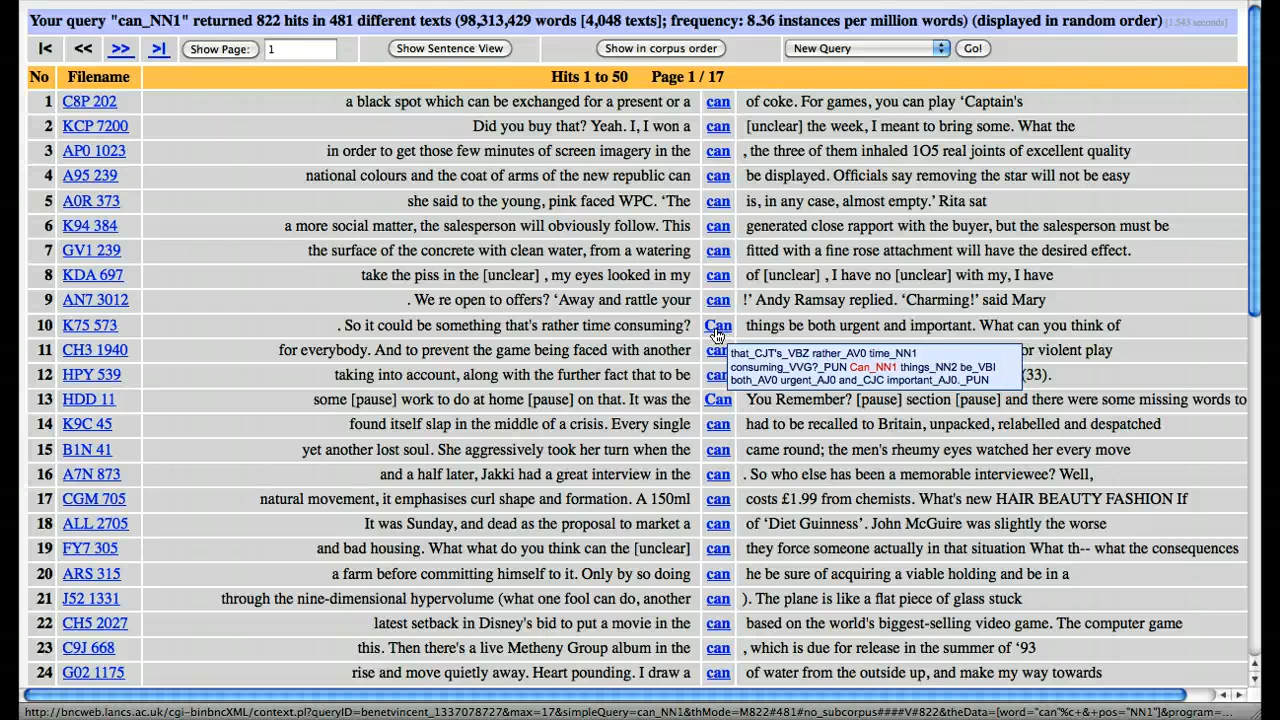 Your query "can_NN1" returned 822 hits in 481 different texts (98,313,429 words [4,048 texts]; frequency: 8.36 instances per million words) (displayed in random order) [1.543 seconds]
|< << >> >| Show Page: 1 Show Sentence View Show in corpus order New Query Go!
No Filename Hits 1 to 50 Page 1 / 17
1 C8P 202 a black spot which can be exchanged for a present or a can of coke. For games, you can play ‘Captain's
2 KCP 7200 Did you buy that? Yeah. I, I won a can [unclear] the week, I meant to bring some. What the
3 AP0 1023 in order to get those few minutes of screen imagery in the can , the three of them inhaled 1O5 real joints of excellent quality
4 A95 239 national colours and the coat of arms of the new republic can can be displayed. Officials say removing the star will not be easy
5 A0R 373 she said to the young, pink faced WPC. ‘The can is, in any case, almost empty.’ Rita sat
6 K94 384 a more social matter, the salesperson will obviously follow. This can generated close rapport with the buyer, but the salesperson must be
7 GV1 239 the surface of the concrete with clean water, from a watering can fitted with a fine rose attachment will have the desired effect.
8 KDA 697 take the piss in the [unclear] , my eyes looked in my can of [unclear] , I have no [unclear] with my, I have
9 AN7 3012 . We re open to offers? ‘Away and rattle your can !’ Andy Ramsay replied. ‘Charming!’ said Mary
10 K75 573 . So it could be something that's rather time consuming? Can things be both urgent and important. What can you think of
11 CH3 1940 for everybody. And to prevent the game being faced with another can or violent play
that_CJT's_VBZ rather_AV0 time_NN1
consuming_VVG?_PUN Can_NN1 things_NN2 be_VBI
both_AV0 urgent_AJ0 and_CJC important_AJ0._PUN
12 HPY 539 taking into account, along with the further fact that to be can (33).
13 HDD 11 some [pause] work to do at home [pause] on that. It was the Can You Remember? [pause] section [pause] and there were some missing words to
14 K9C 45 found itself slap in the middle of a crisis. Every single can had to be recalled to Britain, unpacked, relabelled and despatched
15 B1N 41 yet another lost soul. She aggressively took her turn when the can came round; the men's rheumy eyes watched her every move
16 A7N 873 and a half later, Jakki had a great interview in the can . So who else has been a memorable interviewee? Well,
17 CGM 705 natural movement, it emphasises curl shape and formation. A 150ml can costs £1.99 from chemists. What's new HAIR BEAUTY FASHION If
18 ALL 2705 It was Sunday, and dead as the proposal to market a can of ‘Diet Guinness’. John McGuire was slightly the worse
19 FY7 305 and bad housing. What what do you think can the [unclear] can they force someone actually in that situation What th-- what the consequences
20 ARS 315 a farm before committing himself to it. Only by so doing can he be sure of acquiring a viable holding and be in a
21 J52 1331 through the nine-dimensional hypervolume (what one fool can do, another can ). The plane is like a flat piece of glass stuck
22 CH5 2027 latest setback in Disney's bid to put a movie in the can based on the world's biggest-selling video game. The computer game
23 C9J 668 this. Then there's a live Metheny Group album in the can , which is due for release in the summer of ‘93
24 G02 1175 rise and move quietly away. Heart pounding. I draw a can of water from the outside up, and make my way towards
http://bncweb.lancs.ac.uk/cgi-binbncXML/context.pl?queryID=benetvincent_1337078727&max=17&simpleQuery=can_NN1&thMode=M822#481#no_subcorpus####V#822&theData=[word="can"%c+&+pos="NN1"]&program=...